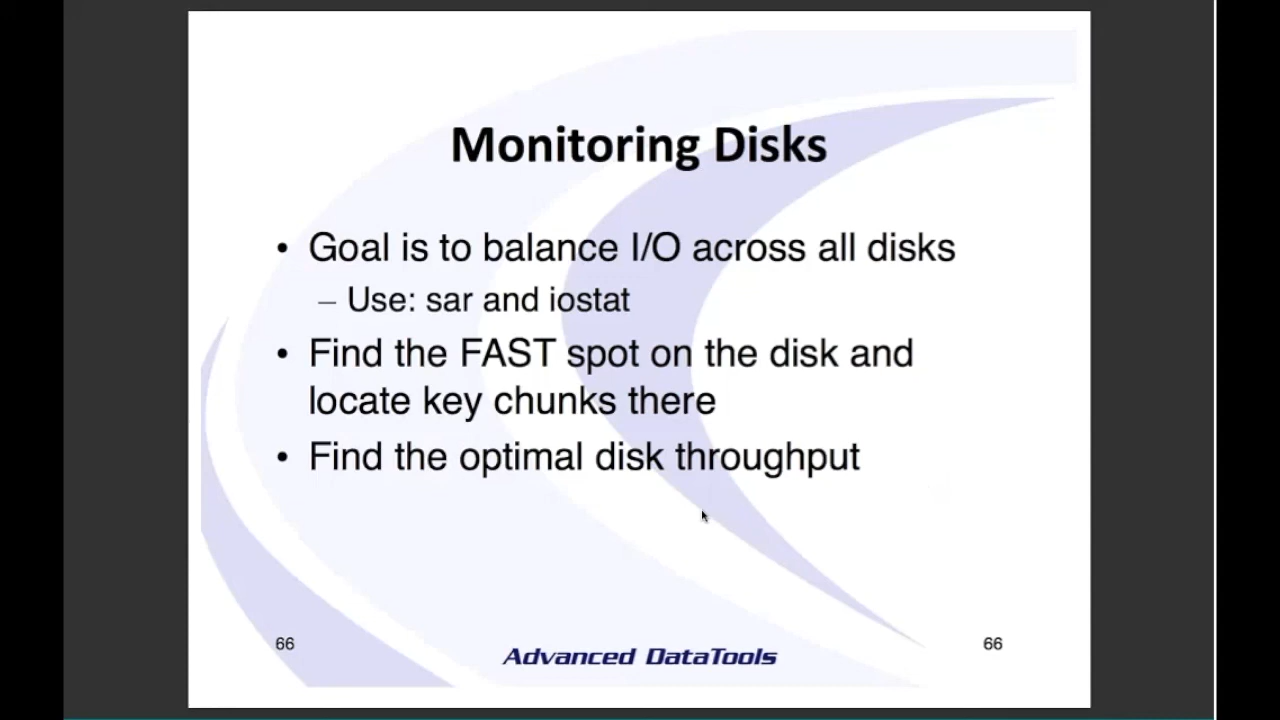 Monitoring Disks
• Goal is to balance I/O across all disks
– Use: sar and iostat
• Find the FAST spot on the disk and
locate key chunks there
• Find the optimal disk throughput
66
Advanced DataTools
66